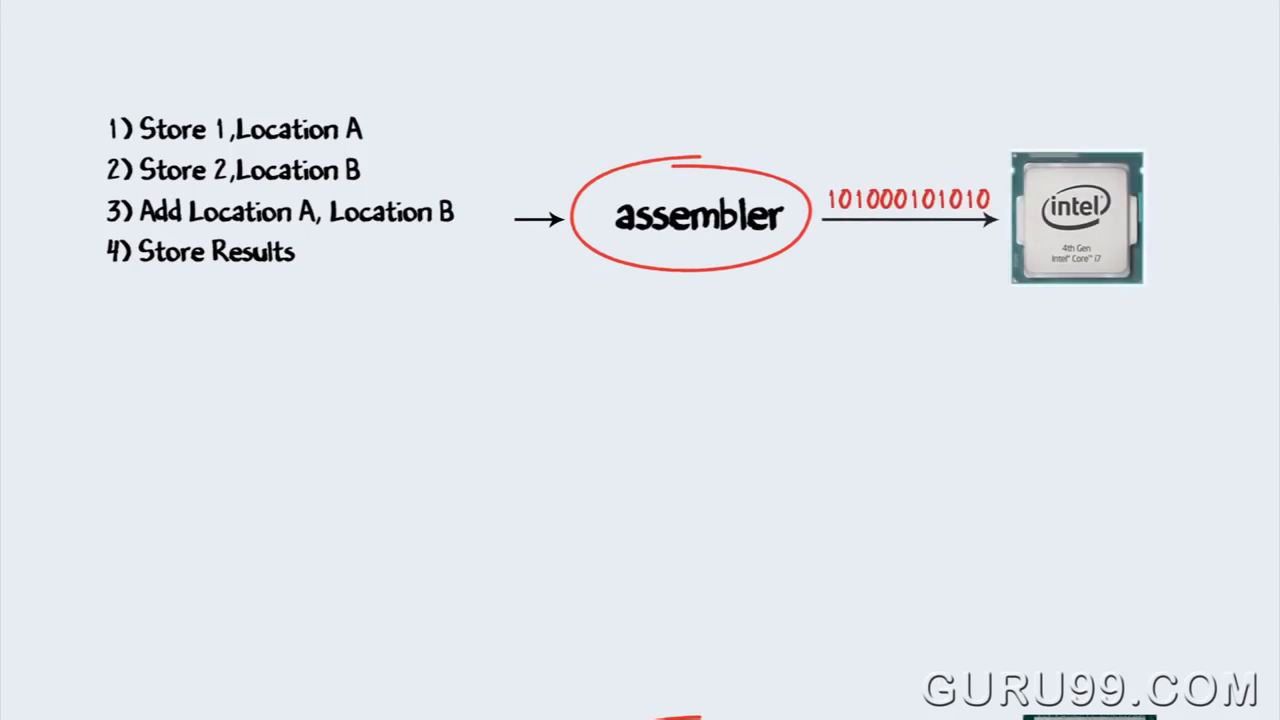 1) Store 1,Location A
2) Store 2,Location B
3) Add Location A, Location B
4) Store Results
assembler
101000101010
intel
4th Gen
Intel® Core™ i7
GURU99.COM